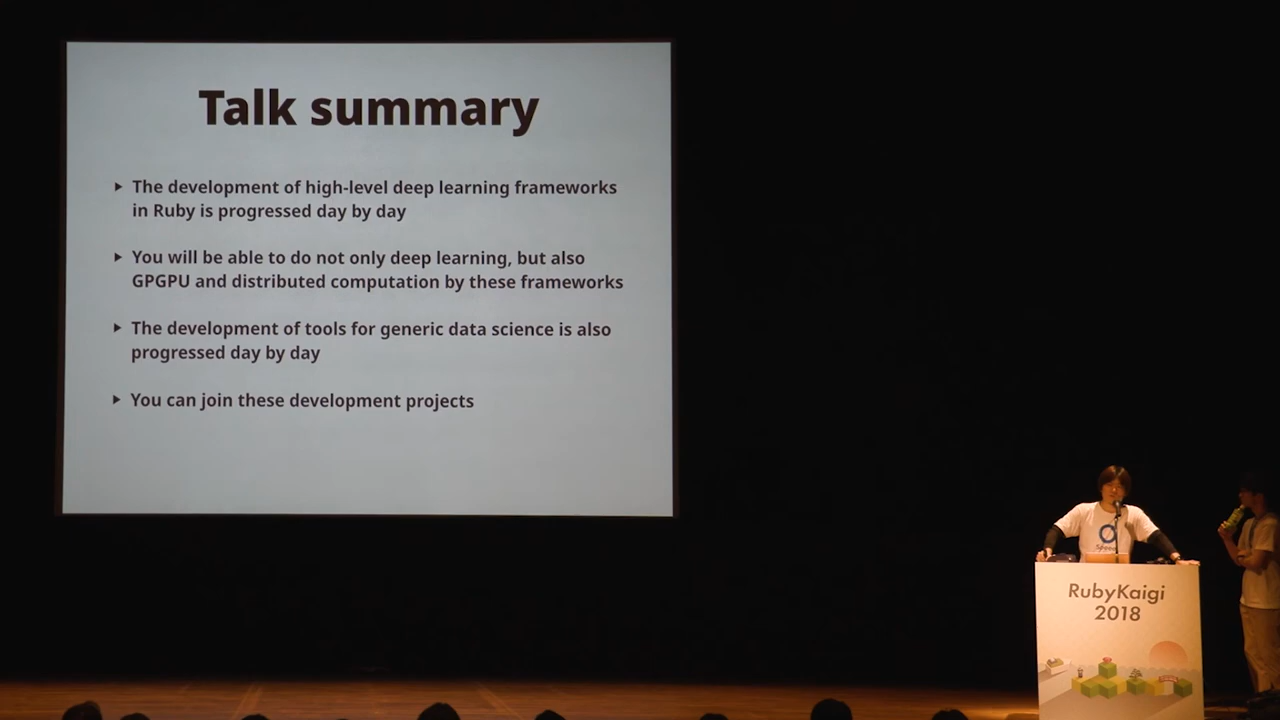 Talk summary
‣ The development of high-level deep learning frameworks
in Ruby is progressed day by day
‣ You will be able to do not only deep learning, but also
GPGPU and distributed computation by these frameworks
‣ The development of tools for generic data science is also
progressed day by day
‣ You can join these development projects
RubyKaigi
2018